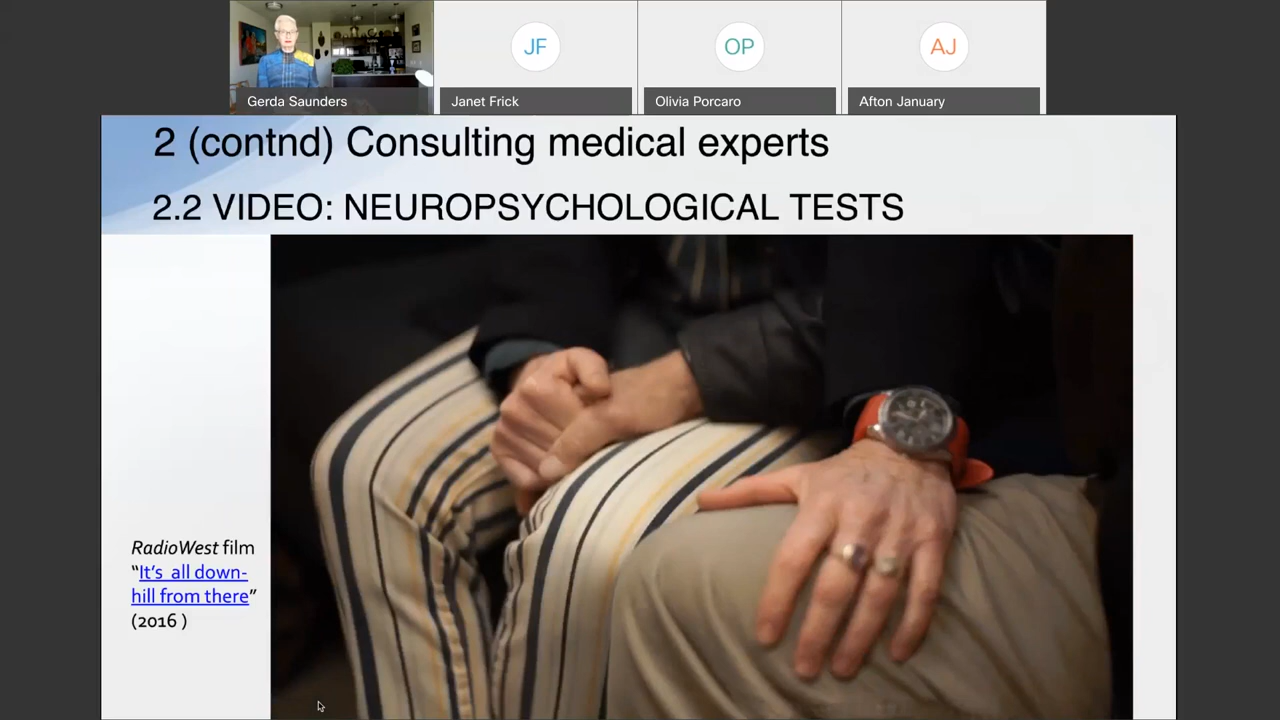 JF
OP
AJ
Gerda Saunders
Janet Frick
Olivia Porcaro
Afton January
2 (contnd) Consulting medical experts
2.2 VIDEO: NEUROPSYCHOLOGICAL TESTS
RadioWest film
“It’s all down-
hill from there”
(2016 )